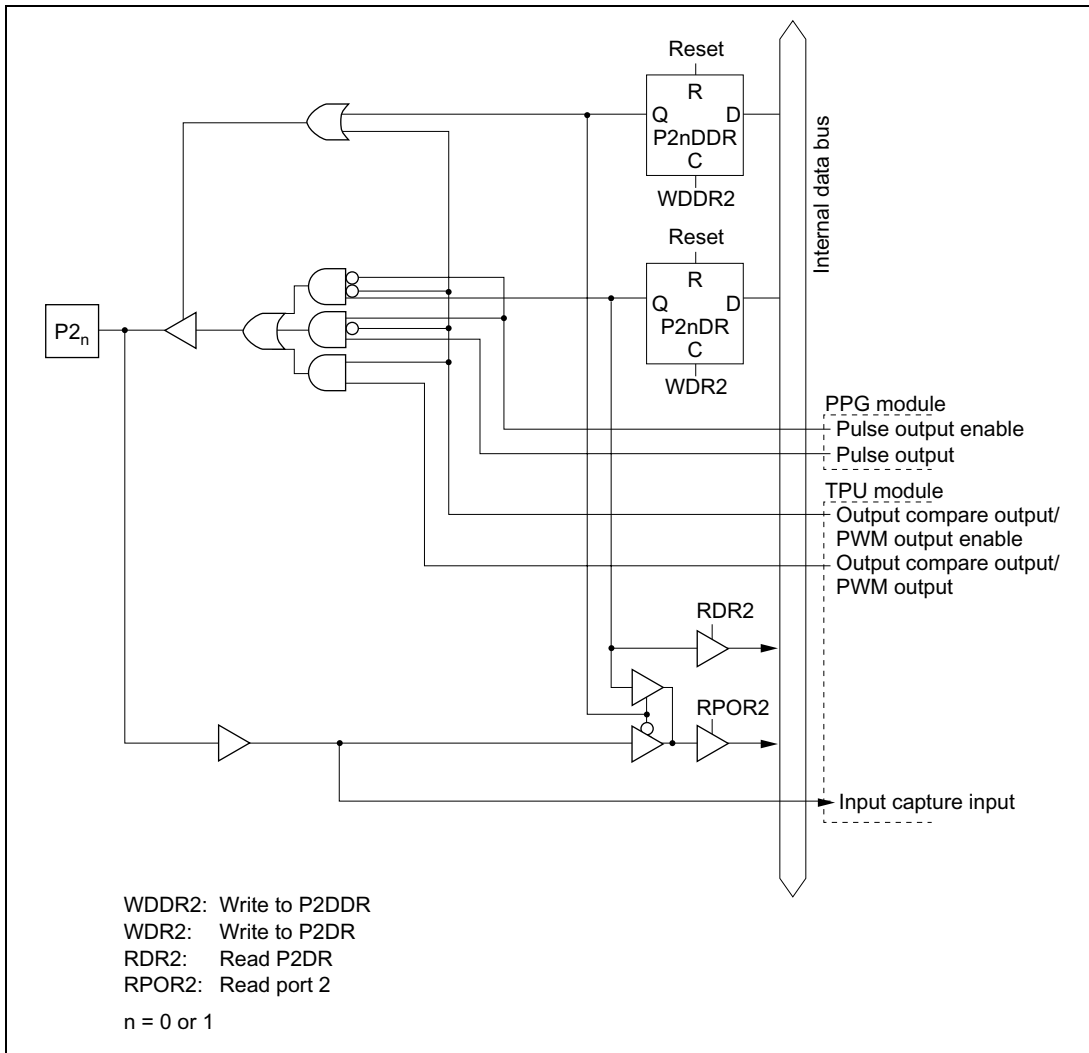 Reset
R
Q D
P2nDDR
C
WDDR2
Internal data bus
Reset
R
Q D
P2nDR
C
WDR2
P2n
PPG module
Pulse output enable
Pulse output
TPU module
Output compare output/
PWM output enable
Output compare output/
PWM output
RDR2
RPOR2
Input capture input
WDDR2: Write to P2DDR
WDR2: Write to P2DR
RDR2: Read P2DR
RPOR2: Read port 2
n = 0 or 1